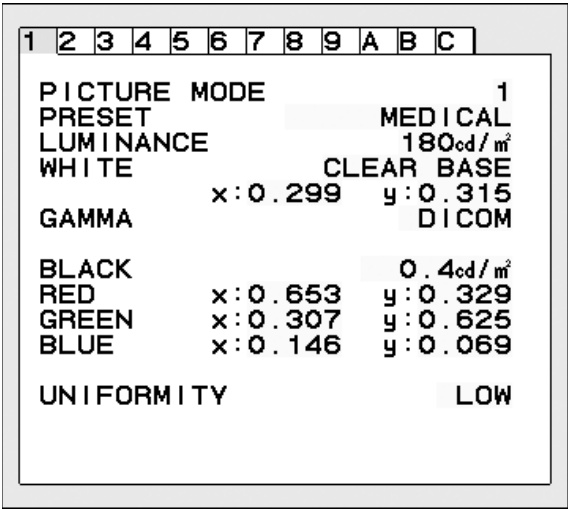 1 2 3 4 5 6 7 8 9 A B C
PICTURE MODE 1
PRESET MEDICAL
LUMINANCE 180cd/㎡
WHITE CLEAR BASE
x:0.299 y:0.315
GAMMA DICOM
BLACK 0.4cd/㎡
RED x:0.653 y:0.329
GREEN x:0.307 y:0.625
BLUE x:0.146 y:0.069
UNIFORMITY LOW